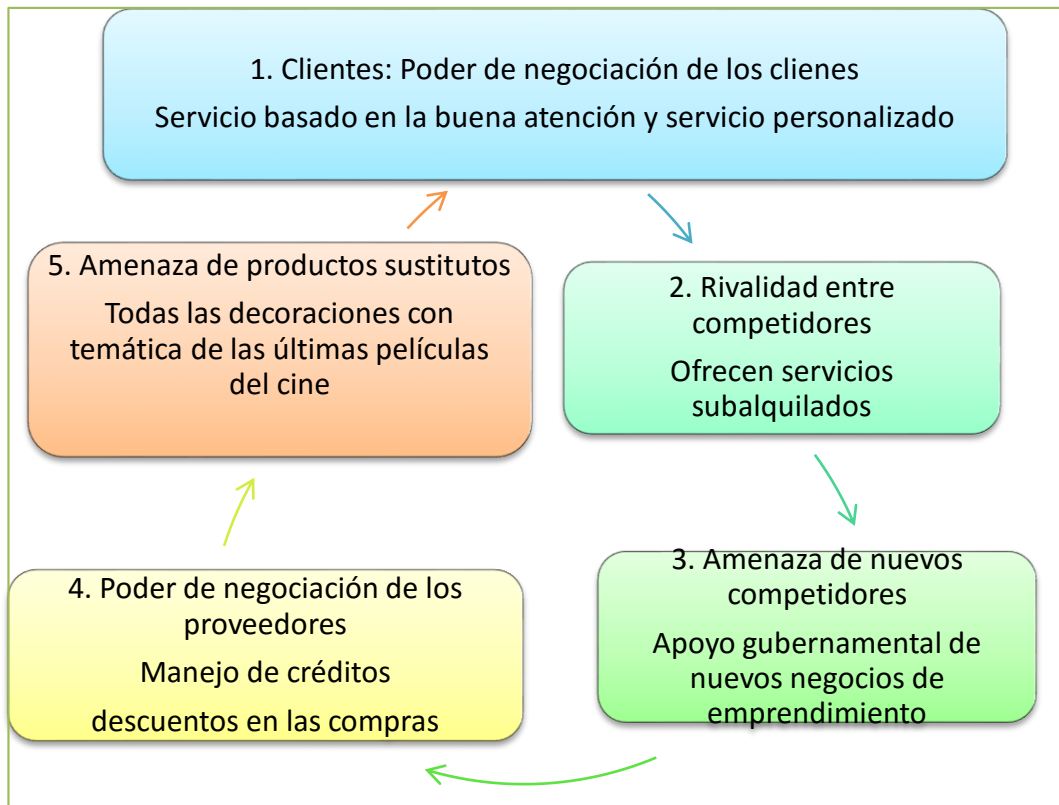 1. Clientes: Poder de negociación de los clienes
Servicio basado en la buena atención y servicio personalizado
2. Rivalidad entre
competidores
Ofrecen servicios
subalquilados
3. Amenaza de nuevos
competidores
Apoyo gubernamental de
nuevos negocios de
emprendimiento
4. Poder de negociación de los
proveedores
Manejo de créditos
descuentos en las compras
5. Amenaza de productos sustitutos
Todas las decoraciones con
temática de las últimas películas
del cine